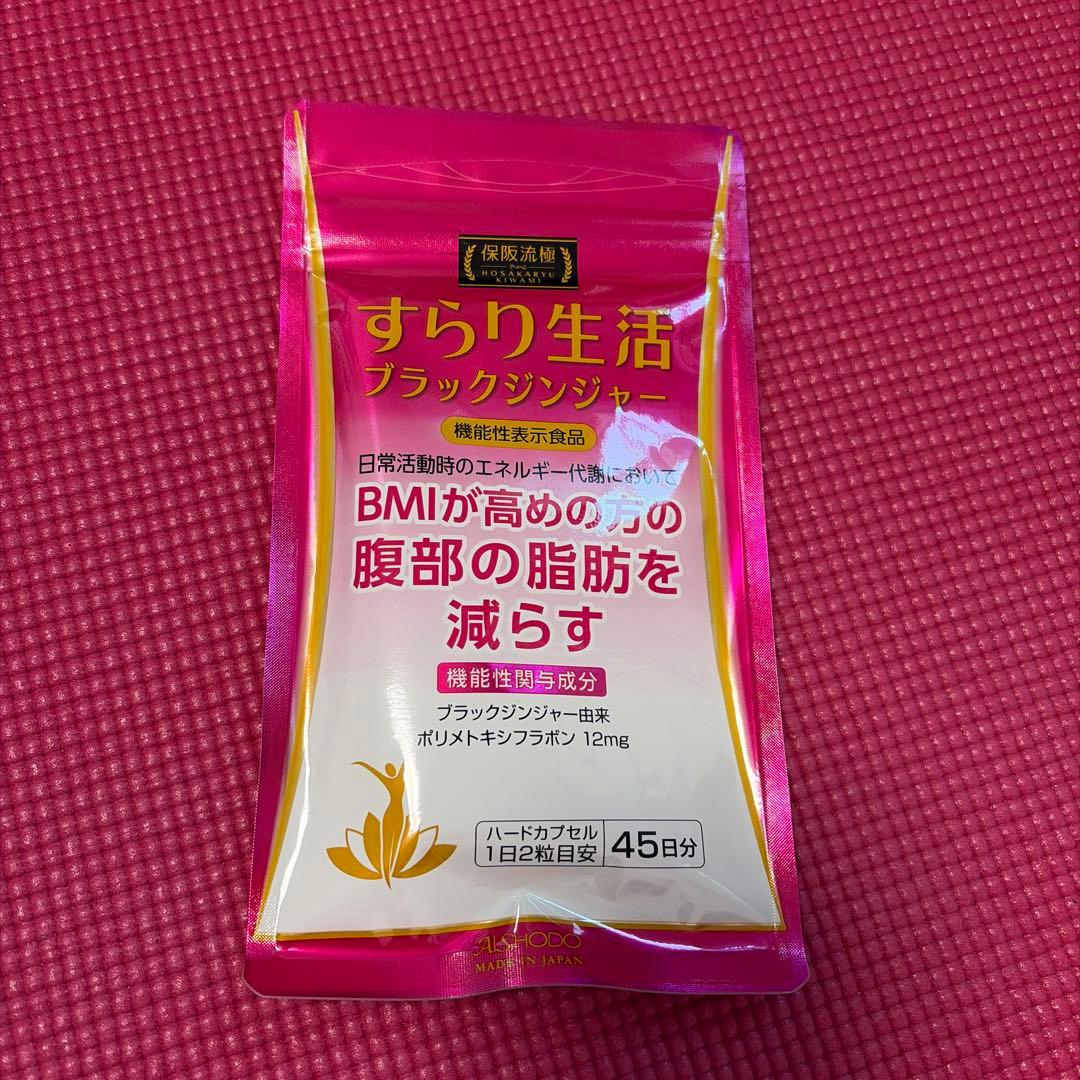 保阪流極
HOSAKARYU
KIWAMI
すらり生活
ブラックジンジャー
機能性表示食品
日常活動時のエネルギー代謝において
BMIが高めの方の
腹部の脂肪を
減らす
機能性関与成分
ブラックジンジャー由来
ポリメトキシフラボン 12mg
ハードカプセル
1日2粒目安
45日分
AISHODO
MADE IN JAPAN